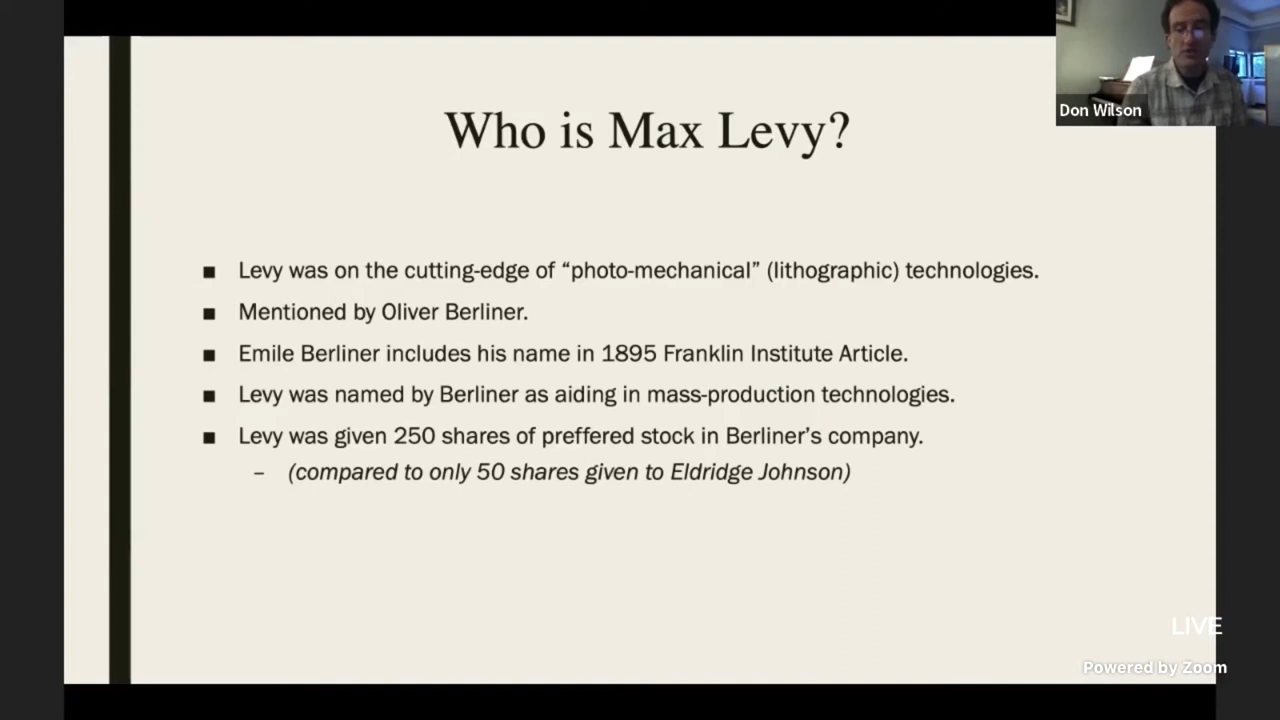 Don Wilson
Who is Max Levy?
■ Levy was on the cutting-edge of “photo-mechanical” (lithographic) technologies.
■ Mentioned by Oliver Berliner.
■ Emile Berliner includes his name in 1895 Franklin Institute Article.
■ Levy was named by Berliner as aiding in mass-production technologies.
■ Levy was given 250 shares of preffered stock in Berliner’s company.
– (compared to only 50 shares given to Eldridge Johnson)
LIVE
Powered by Zoom